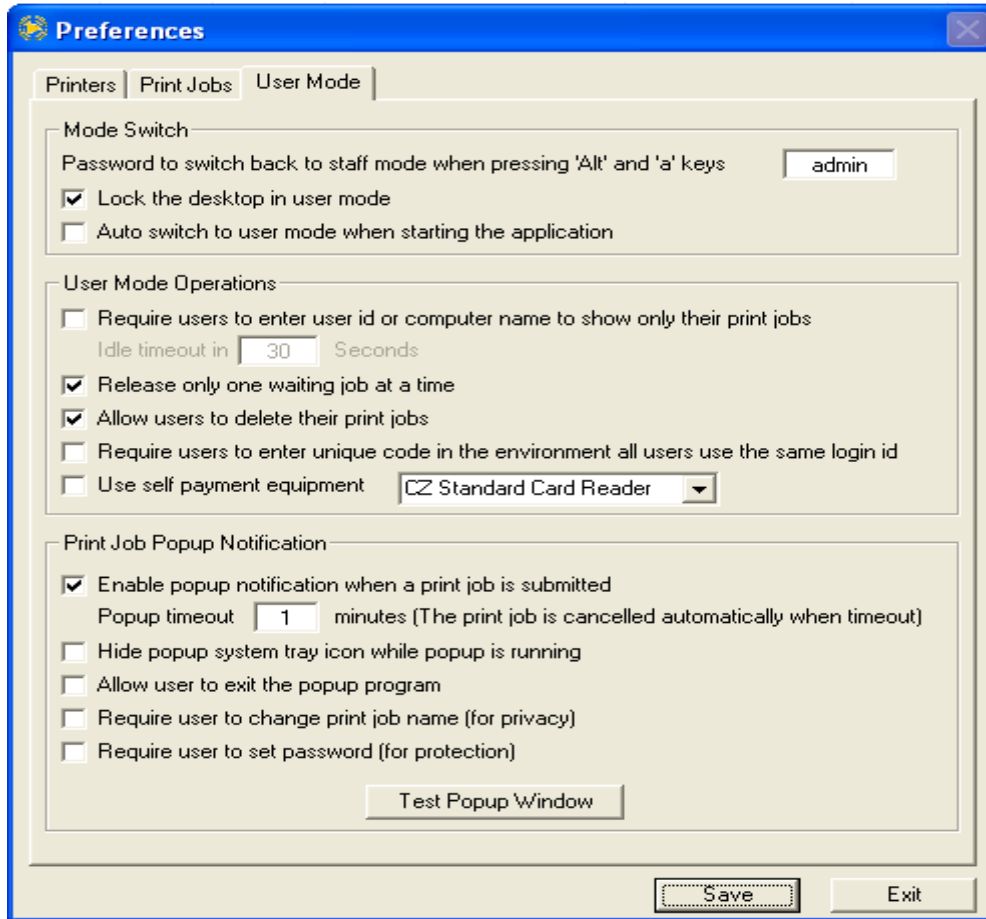 Preferences
Printers Print Jobs User Mode
Mode Switch
Password to switch back to staff mode when pressing 'Alt' and 'a' keys admin
Lock the desktop in user mode
Auto switch to user mode when starting the application
User Mode Operations
Require users to enter user id or computer name to show only their print jobs
Idle timeout in 30 Seconds
Release only one waiting job at a time
Allow users to delete their print jobs
Require users to enter unique code in the environment all users use the same login id
Use self payment equipment CZ Standard Card Reader
Print Job Popup Notification
Enable popup notification when a print job is submitted
Popup timeout 1 minutes (The print job is cancelled automatically when timeout)
Hide popup system tray icon while popup is running
Allow user to exit the popup program
Require user to change print job name (for privacy)
Require user to set password (for protection)
Test Popup Window
Save Exit